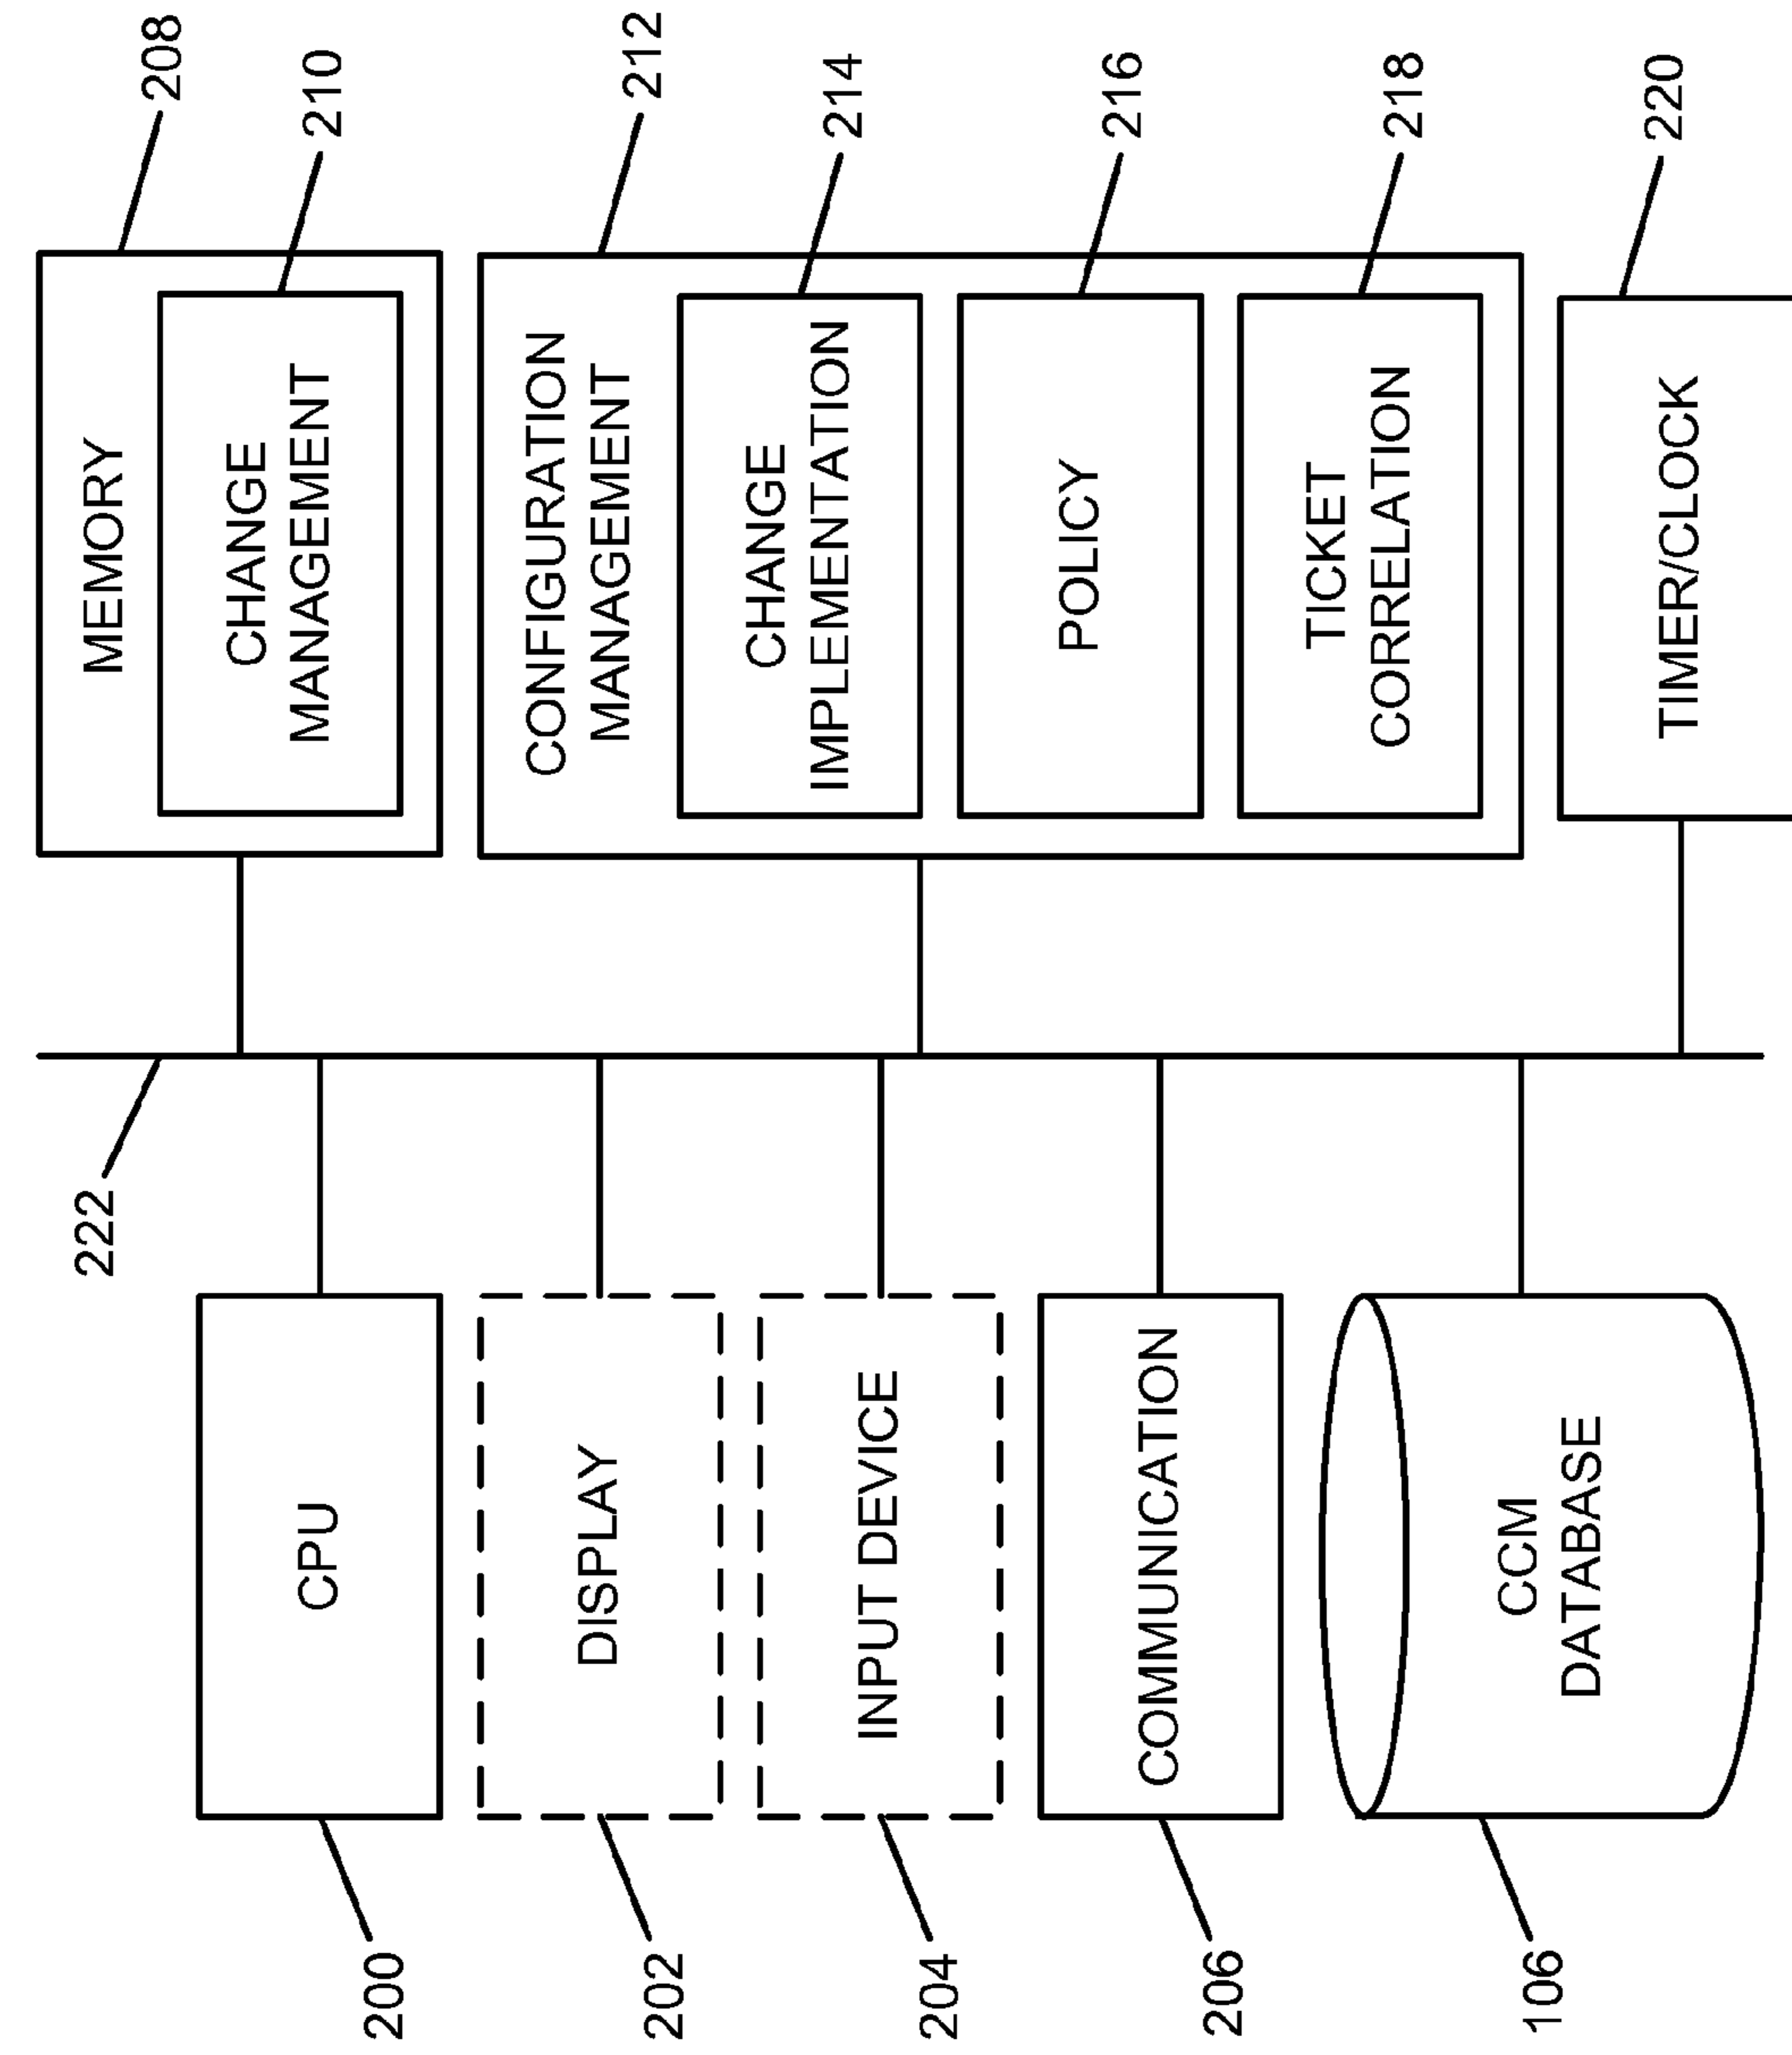 222
MEMORY
208
CHANGE
MANAGEMENT
210
200
CPU
CONFIGURATION
MANAGEMENT
212
202
DISPLAY
CHANGE
IMPLEMENTATION
214
204
INPUT DEVICE
POLICY
216
206
COMMUNICATION
TICKET
CORRELATION
218
106
CCM
DATABASE
TIMER/CLOCK
220